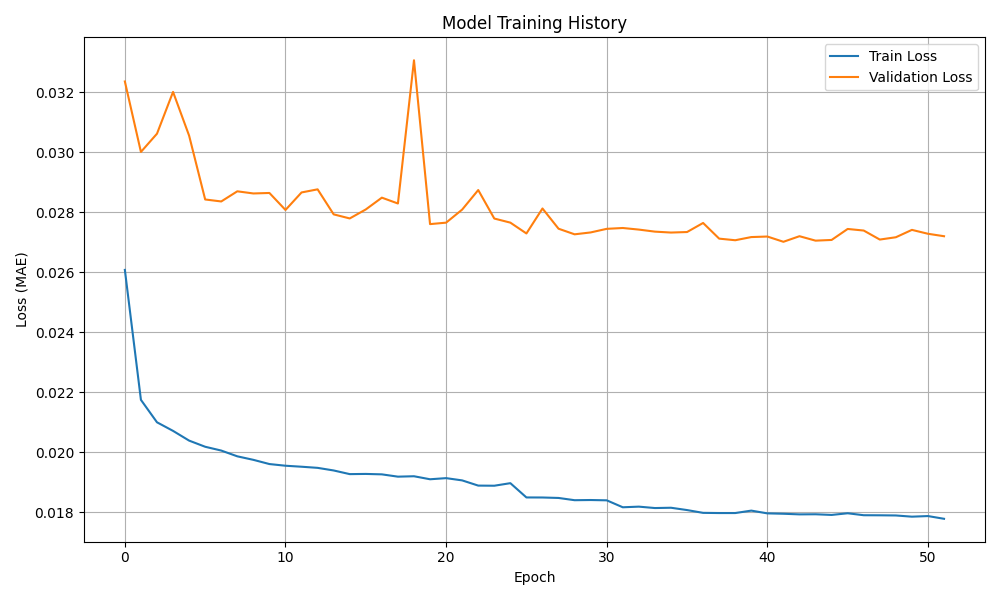 Model Training History
Train Loss
Validation Loss
0.032
0.030
0.028
0.026
0.024
0.022
0.020
0.018
Loss (MAE)
0 10 20 30 40 50
Epoch